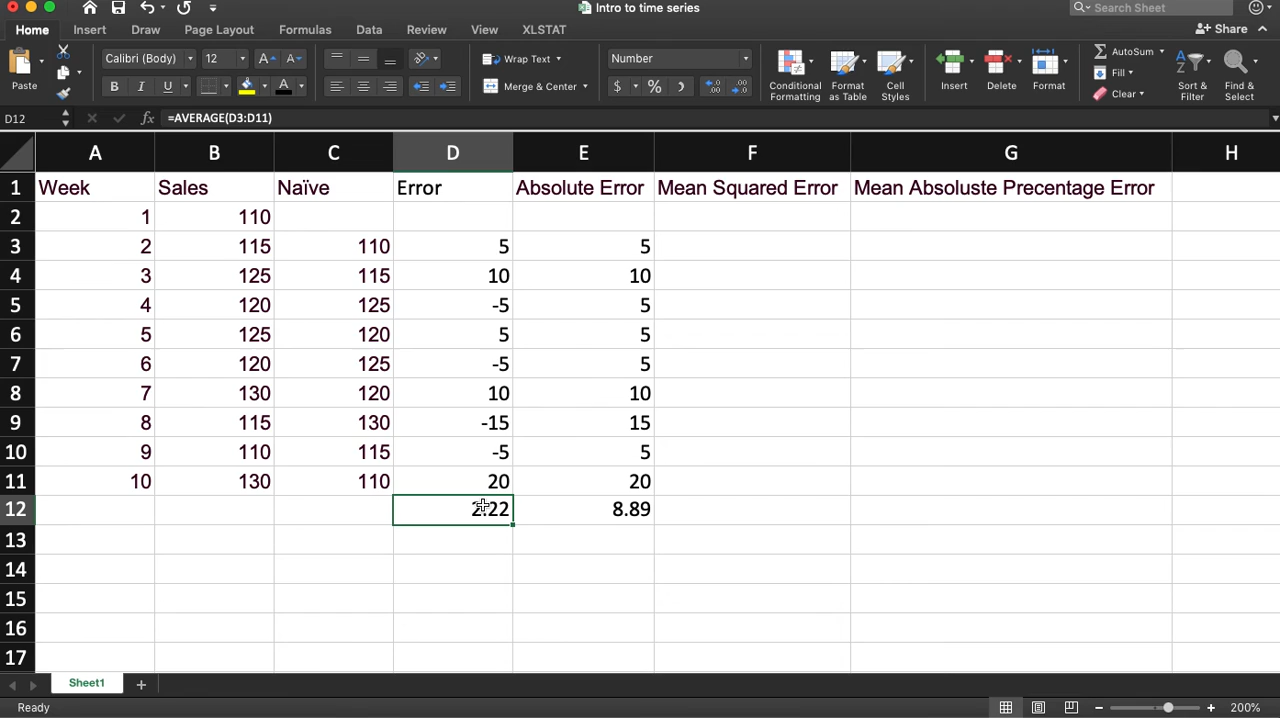 Intro to time series
Search Sheet
Home Insert Draw Page Layout Formulas Data Review View XLSTAT
Share
Paste
Calibri (Body) 12 A A
B I U A
Wrap Text
Merge & Center
Number
$ % )
.00 .0
Conditional Formatting
Format as Table
Cell Styles
Insert
Delete
Format
AutoSum
Fill
Clear
Sort & Filter
Find & Select
D12 fx =AVERAGE(D3:D11)
A B C D E F G H
1 Week Sales Naïve Error Absolute Error Mean Squared Error Mean Absoluste Precentage Error
2 1 110
3 2 115 110 5 5
4 3 125 115 10 10
5 4 120 125 -5 5
6 5 125 120 5 5
7 6 120 125 -5 5
8 7 130 120 10 10
9 8 115 130 -15 15
10 9 110 115 -5 5
11 10 130 110 20 20
12 2.22 8.89
13
14
15
16
17
Sheet1 +
Ready
200%